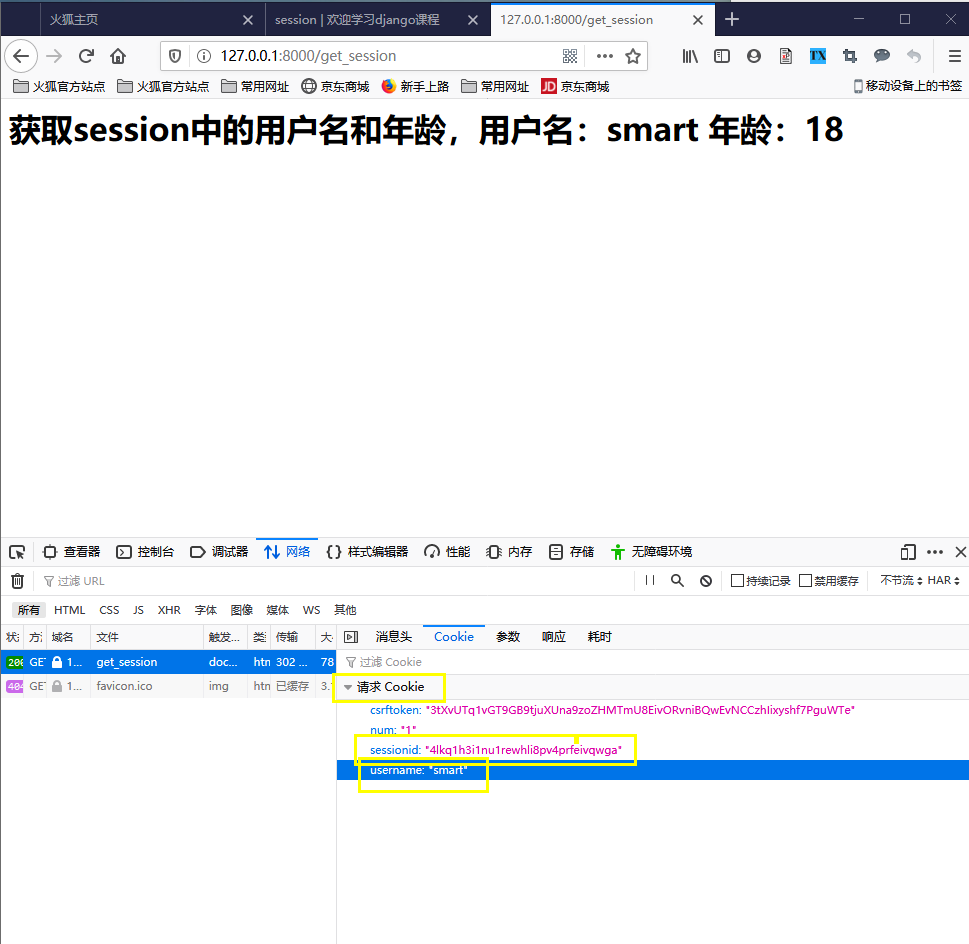 火狐主页 session | 欢迎学习django课程 127.0.0.1:8000/get_session
127.0.0.1:8000/get_session
火狐官方站点 火狐官方站点 常用网址 京东商城 新手上路 常用网址 JD 京东商城 移动设备上的书签
获取session中的用户名和年龄，用户名：smart 年龄：18
查看器 控制台 调试器 网络 样式编辑器 性能 内存 存储 无障碍环境
过滤 URL 持续记录 禁用缓存 不节流 HAR
所有 HTML CSS JS XHR 字体 图像 媒体 WS 其他
状 方 域名 文件 触发... 类 传输 大 消息头 Cookie 参数 响应 耗时
200 GET 1... get_session doc... htn 302 ... 78 过滤 Cookie
404 GET 1... favicon.ico img htn 已缓存 3. 请求 Cookie
csrftoken: "3tXvUTq1vGT9GB9tjuXUna9zoZHMTmU8EivORvniBQwEvNCCzhIixyshf7PguWTe"
num: "1"
sessionid: "4lkq1h3i1nu1rewhli8pv4prfeivqwga"
username: "smart"